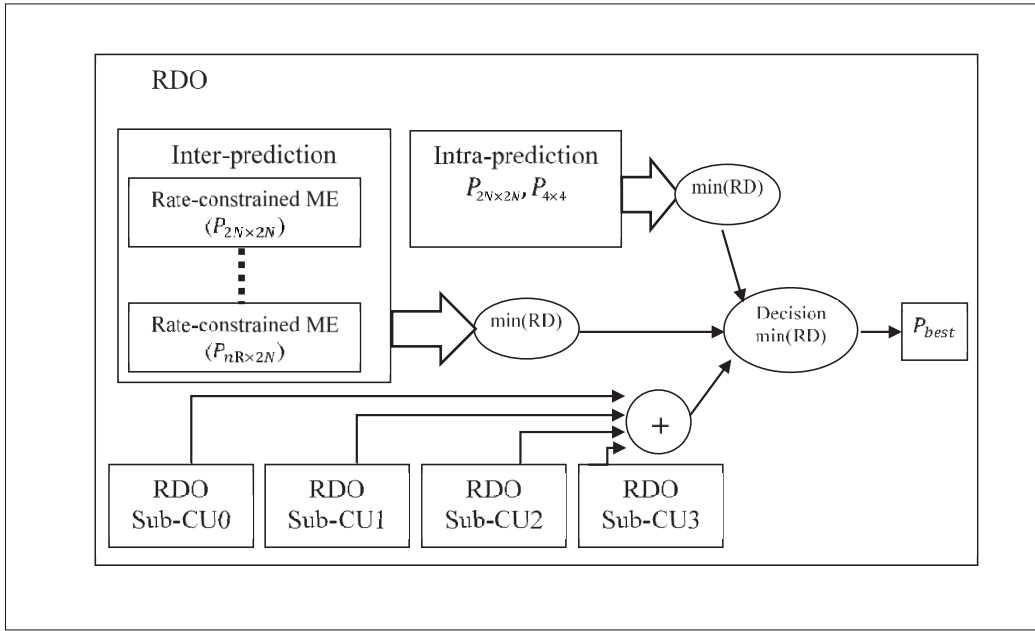 RDO
Inter-prediction
Rate-constrained ME
(P2N×2N)
Rate-constrained ME
(PnR×2N)
Intra-prediction
P2N×2N, P4×4
min(RD)
min(RD)
Decision
min(RD)
Pbest
+
RDO
Sub-CU0
RDO
Sub-CU1
RDO
Sub-CU2
RDO
Sub-CU3